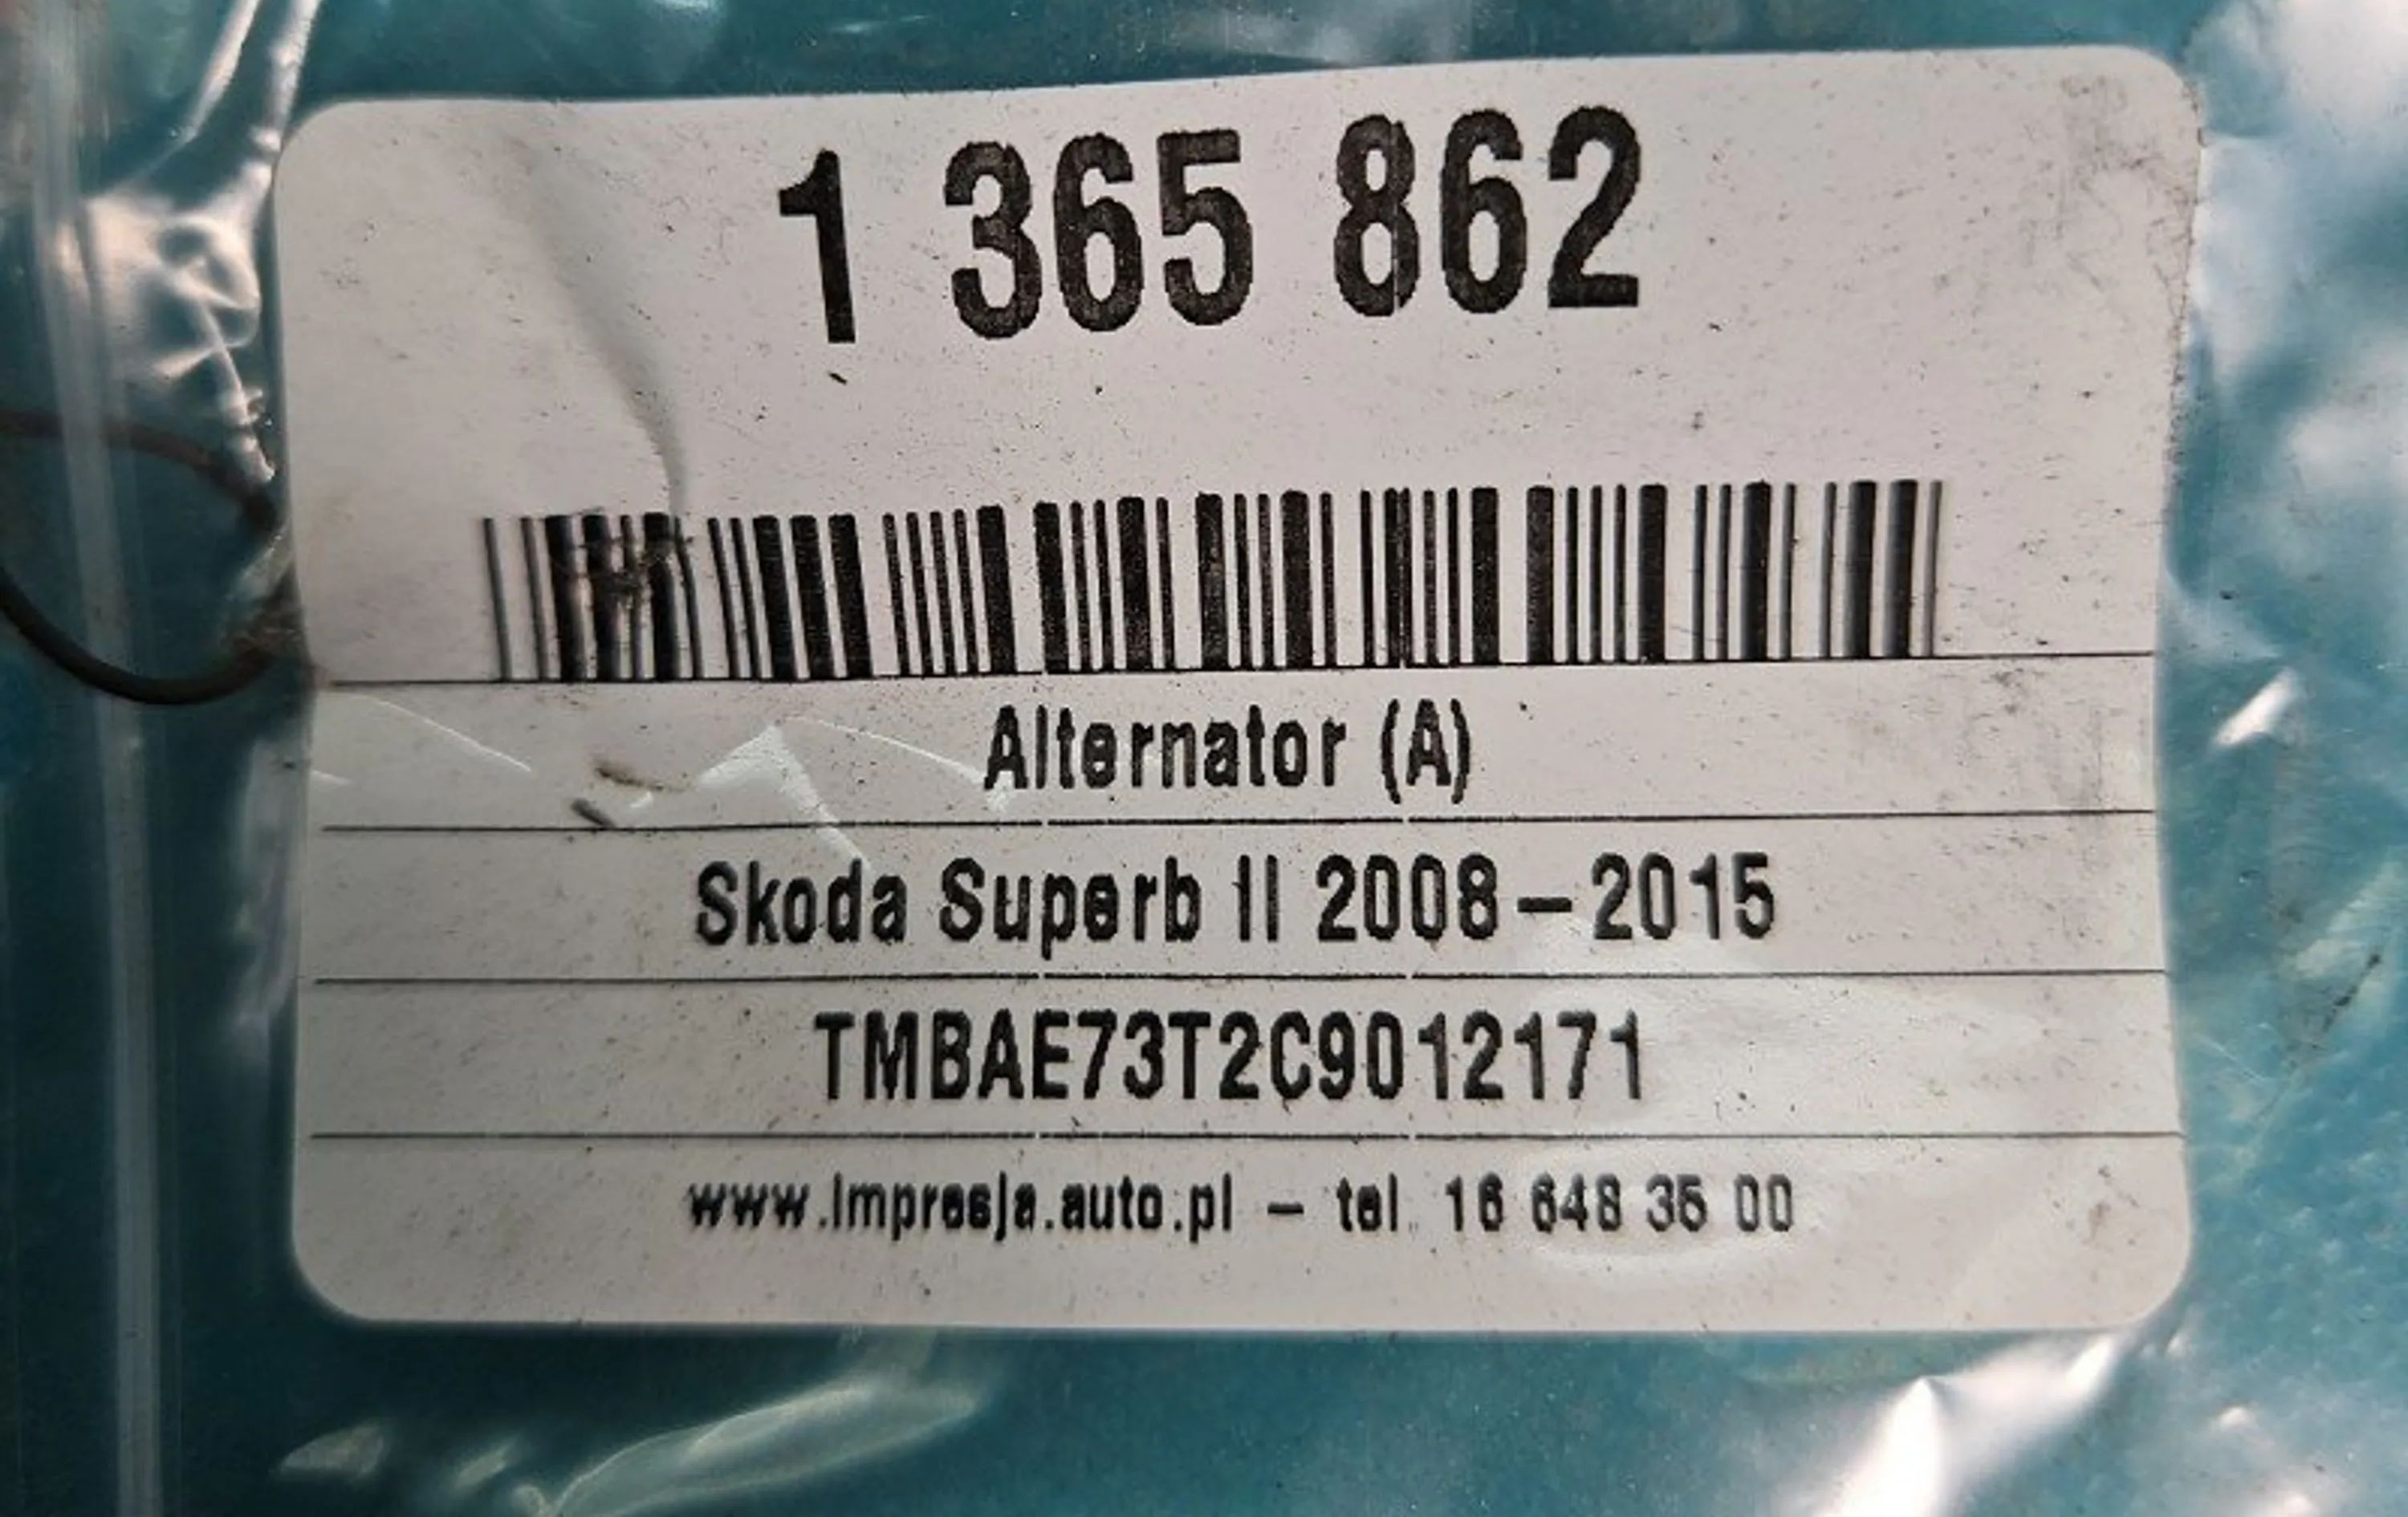 1 365 862
Alternator (A)
Skoda Superb II 2008-2015
TMBAE73T2C9012171
www.impresja.auto.pl - tel. 16 648 35 00